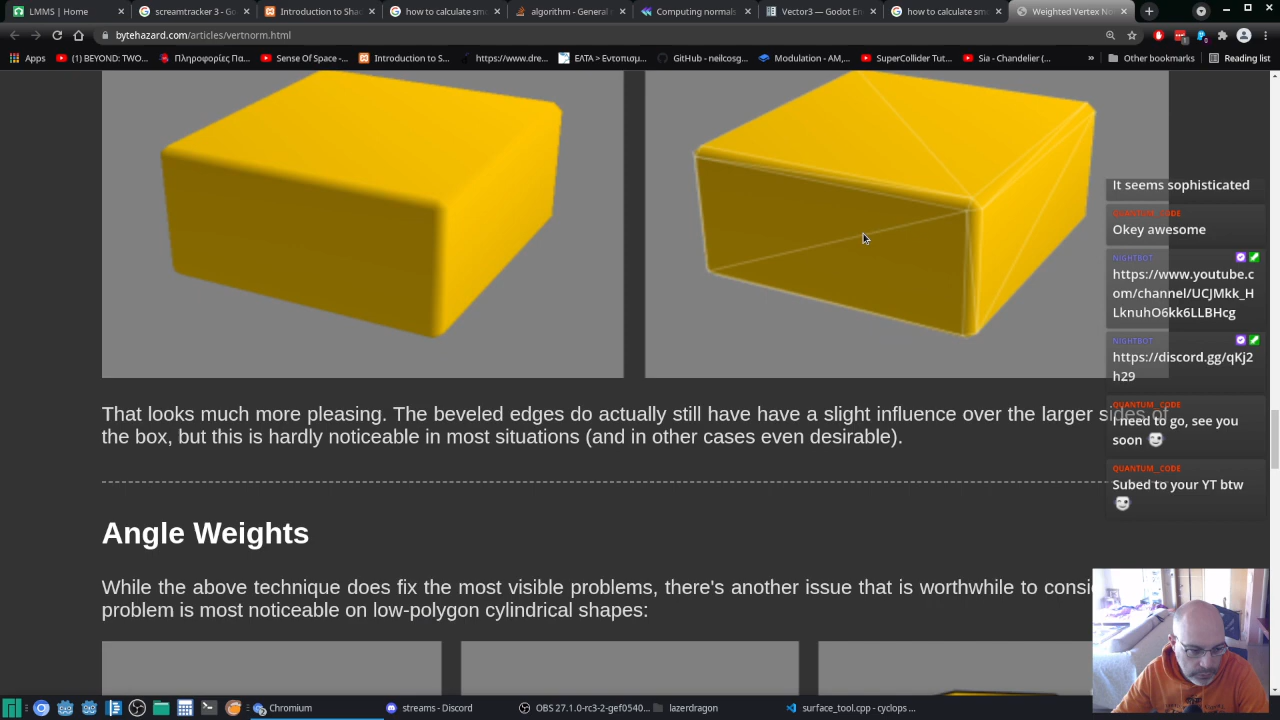 LMMS | Home
screamtracker 3 - Go
Introduction to Sha
how to calculate sm
algorithm - General
Computing normals
Vector3 — Godot En
how to calculate sm
Weighted Vertex No
bytehazard.com/articles/vertnorm.html
Apps
(1) BEYOND: TWO...
Πληροφορίες Πα...
Sense Of Space -...
Introduction to S...
https://www.dre...
ΕΛΤΑ > Εντοπισμ...
GitHub - neilcosg...
Modulation - AM,...
SuperCollider Tut...
Sia - Chandelier (...
»
Other bookmarks
Reading list
It seems sophisticated
QUANTUM_CODE
Okey awesome
NIGHTBOT
https://www.youtube.c
om/channel/UCJMkk_H
LknuhO6kk6LLBHcg
NIGHTBOT
https://discord.gg/qKj2
h29
QUANTUM_CODE
I need to go, see you
soon
QUANTUM_CODE
Subed to your YT btw
That looks much more pleasing. The beveled edges do actually still have have a slight influence over the larger sides of
the box, but this is hardly noticeable in most situations (and in other cases even desirable).
Angle Weights
While the above technique does fix the most visible problems, there's another issue that is worthwhile to consi
problem is most noticeable on low-polygon cylindrical shapes:
Chromium
streams - Discord
OBS 27.1.0-rc3-2-gef0540...
lazerdragon
surface_tool.cpp - cyclops ...